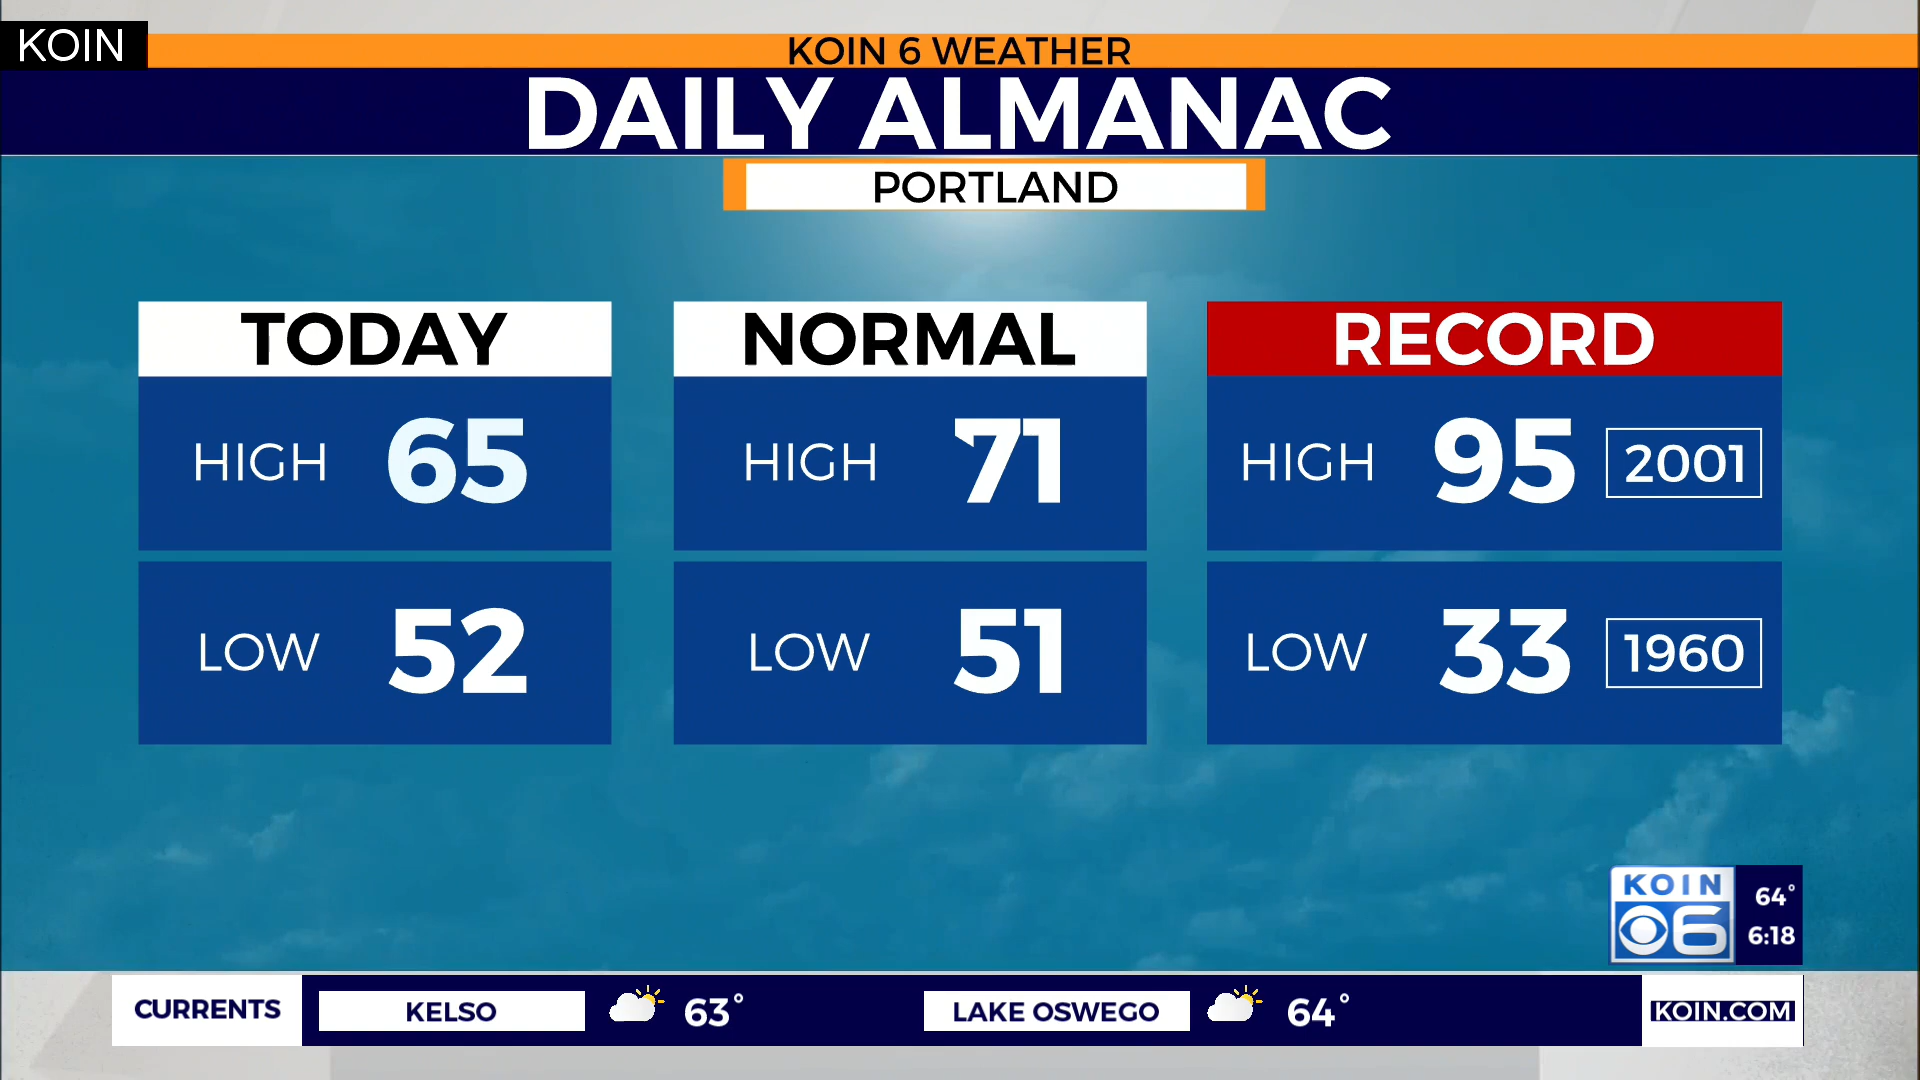 KOIN
KOIN 6 WEATHER
DAILY ALMANAC
PORTLAND
TODAY
HIGH 65
LOW 52
NORMAL
HIGH 71
LOW 51
RECORD
HIGH 95 2001
LOW 33 1960
KOIN
6
64°
6:18
CURRENTS KELSO 63° LAKE OSWEGO 64° KOIN.COM